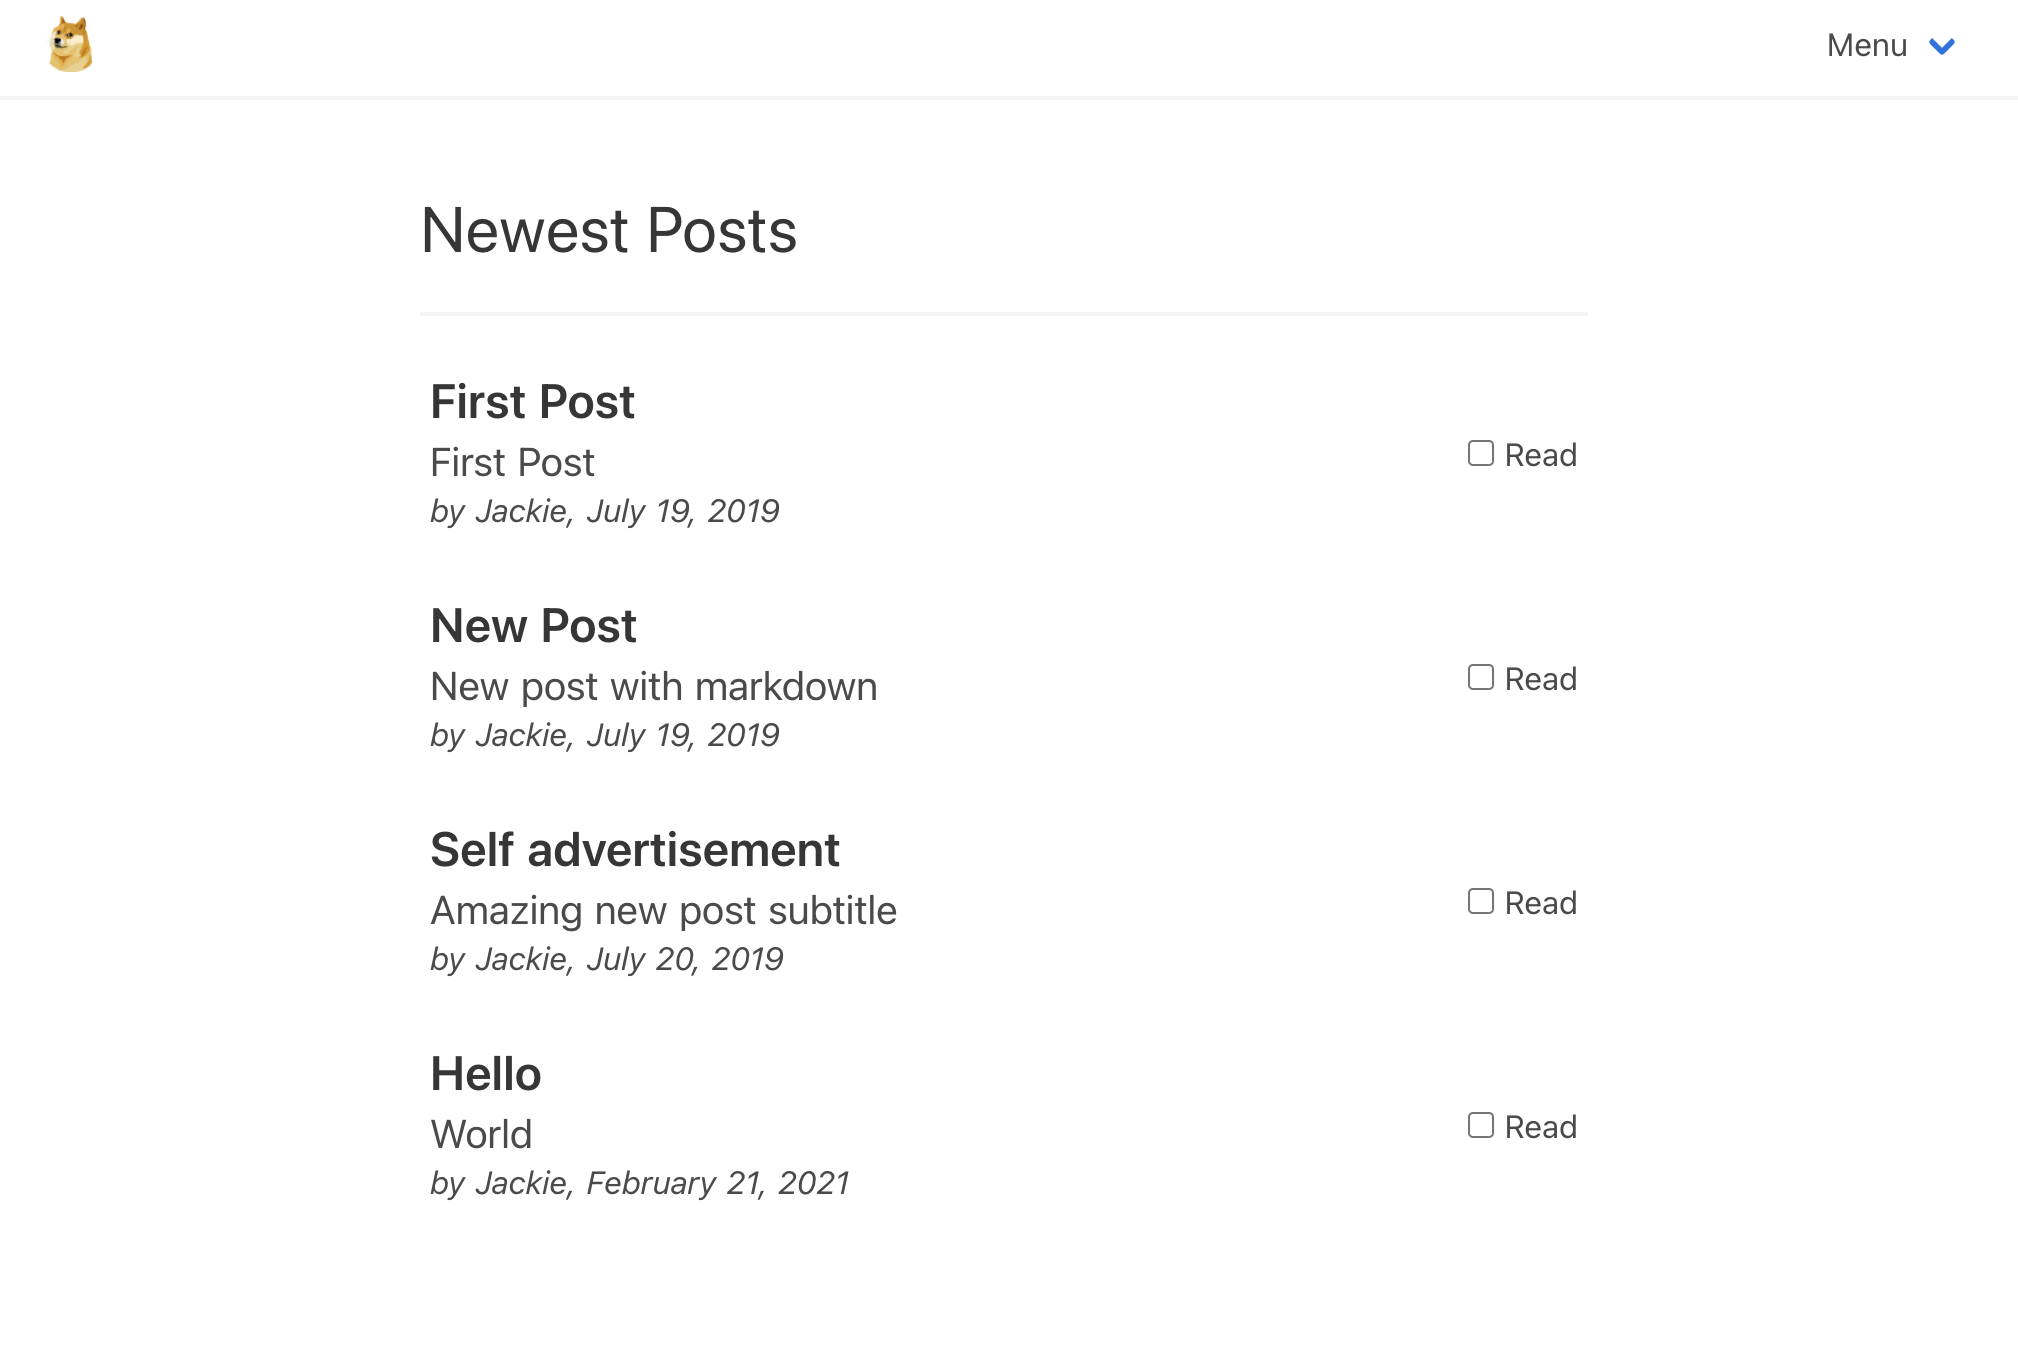 Menu
Newest Posts
First Post
First Post
by Jackie, July 19, 2019
Read
New Post
New post with markdown
by Jackie, July 19, 2019
Read
Self advertisement
Amazing new post subtitle
by Jackie, July 20, 2019
Read
Hello
World
by Jackie, February 21, 2021
Read